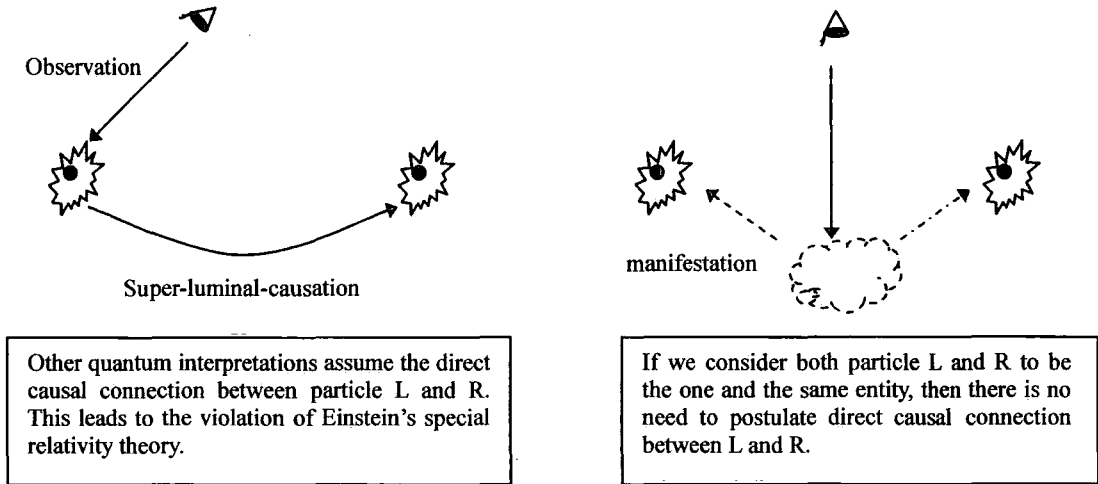 Observation
Super-luminal-causation
Other quantum interpretations assume the direct
causal connection between particle L and R.
This leads to the violation of Einstein's special
relativity theory.
manifestation
If we consider both particle L and R to be
the one and the same entity, then there is no
need to postulate direct causal connection
between L and R.